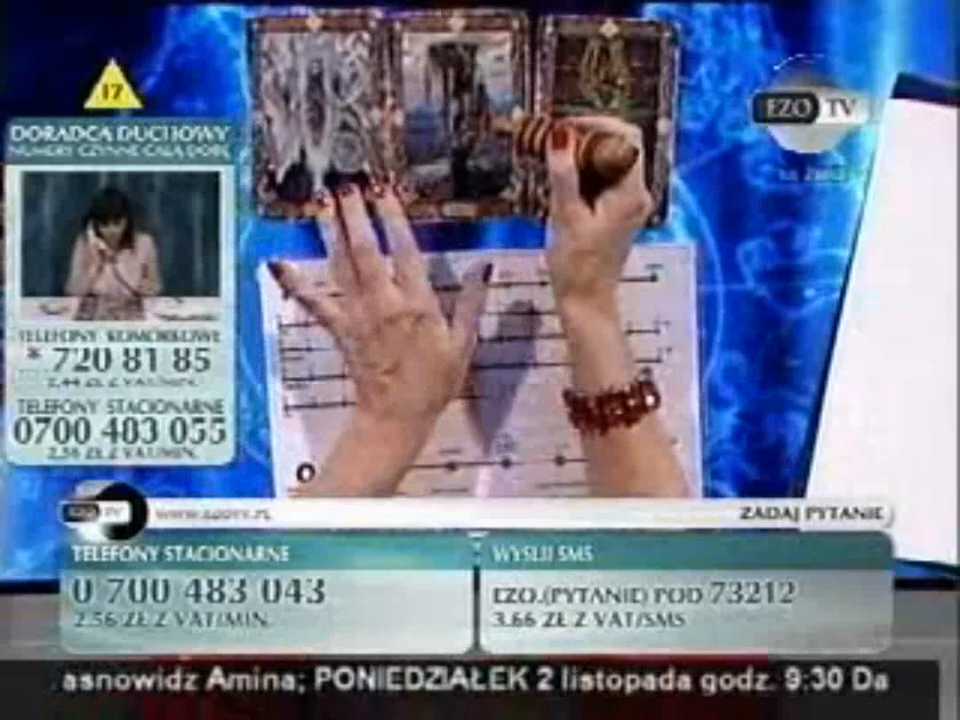 17
EZO TV
DORADCA DUCHOWY
NUMERY CZYNNE CAŁĄ DOBĘ
TELEFONY KOMÓRKOWE
* 720 81 85
2.44 ZŁ Z VAT/MIN.
TELEFONY STACJONARNE
0700 483 055
2.56 ZŁ Z VAT/MIN.
EZO TV
www.ezotv.pl
ZADAJ PYTANIE
TELEFONY STACJONARNE
0 700 483 043
2.56 ZŁ Z VAT/MIN.
WYŚLIJ SMS
EZO.(PYTANIE) POD 73212
3.66 ZŁ Z VAT/SMS
asnowidz Amina; PONIEDZIAŁEK 2 listopada godz. 9:30 Da